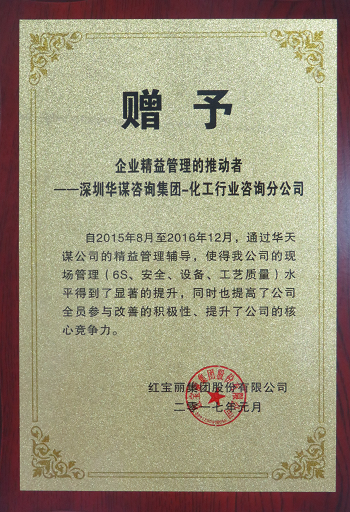 赠予
企业精益管理的推动者
——深圳华谋咨询集团-化工行业咨询分公司
自2015年8月至2016年12月，通过华天
谋公司的精益管理辅导，使得我公司的现
场管理（6S、安全、设备、工艺质量）水
平得到了显著的提升，同时也提高了公司
全员参与改善的积极性、提升了公司的核
心竞争力。
红宝丽集团股份有限公司
二零一七年元月